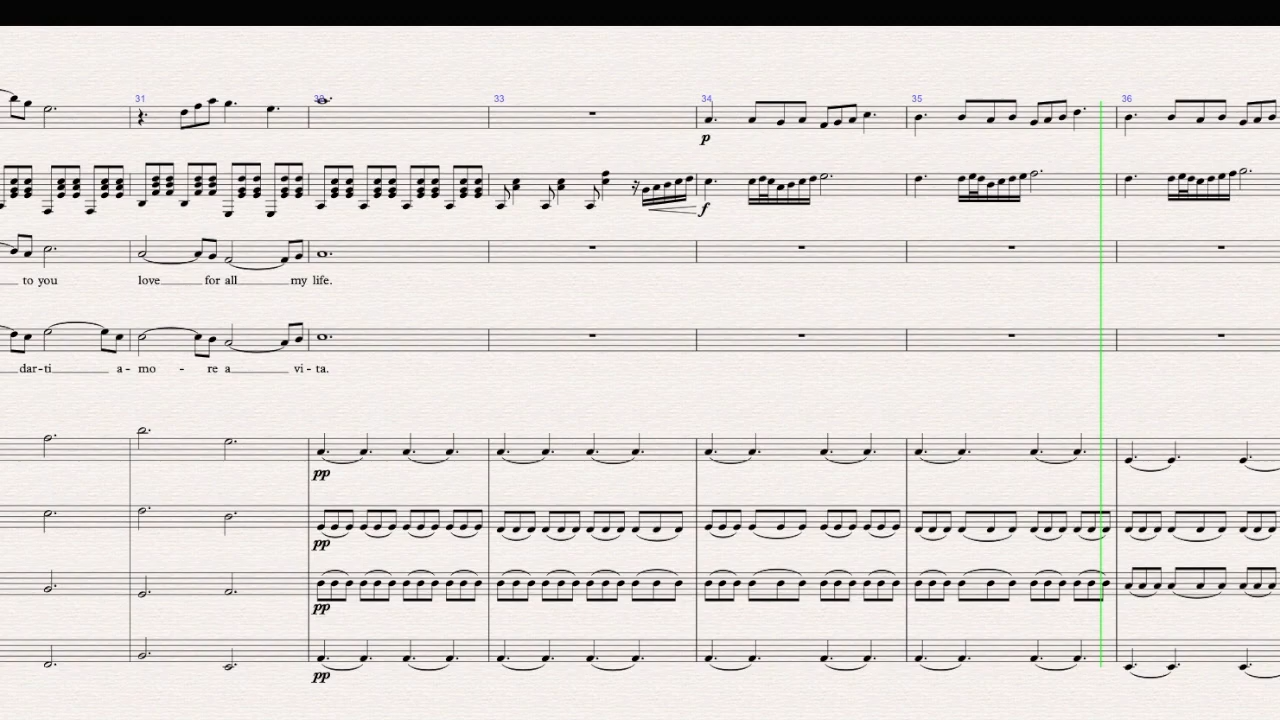 31 32 33 34 35 36
p
f
to you love for all my life.
dar-ti a- mo - re a vi-ta.
pp
pp
pp
pp